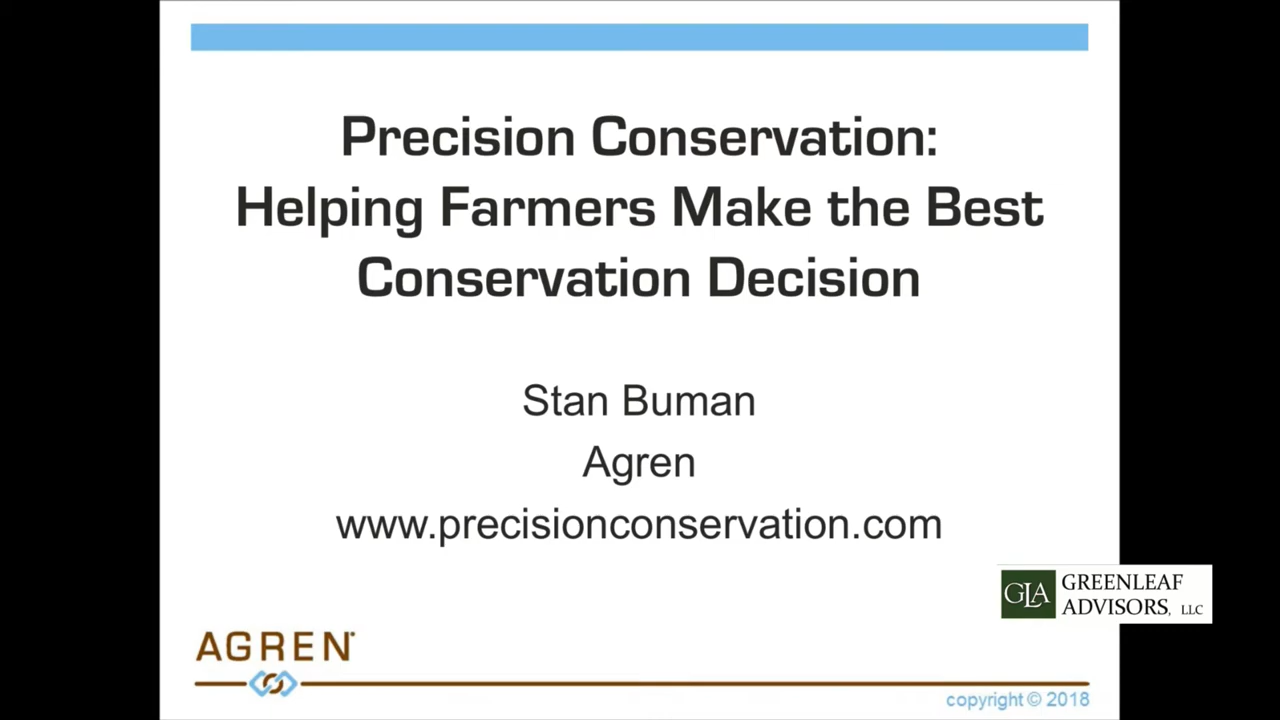 Precision Conservation:
Helping Farmers Make the Best
Conservation Decision
Stan Buman
Agren
www.precisionconservation.com
GLA
GREENLEAF
ADVISORS, LLC
AGREN
copyright © 2018